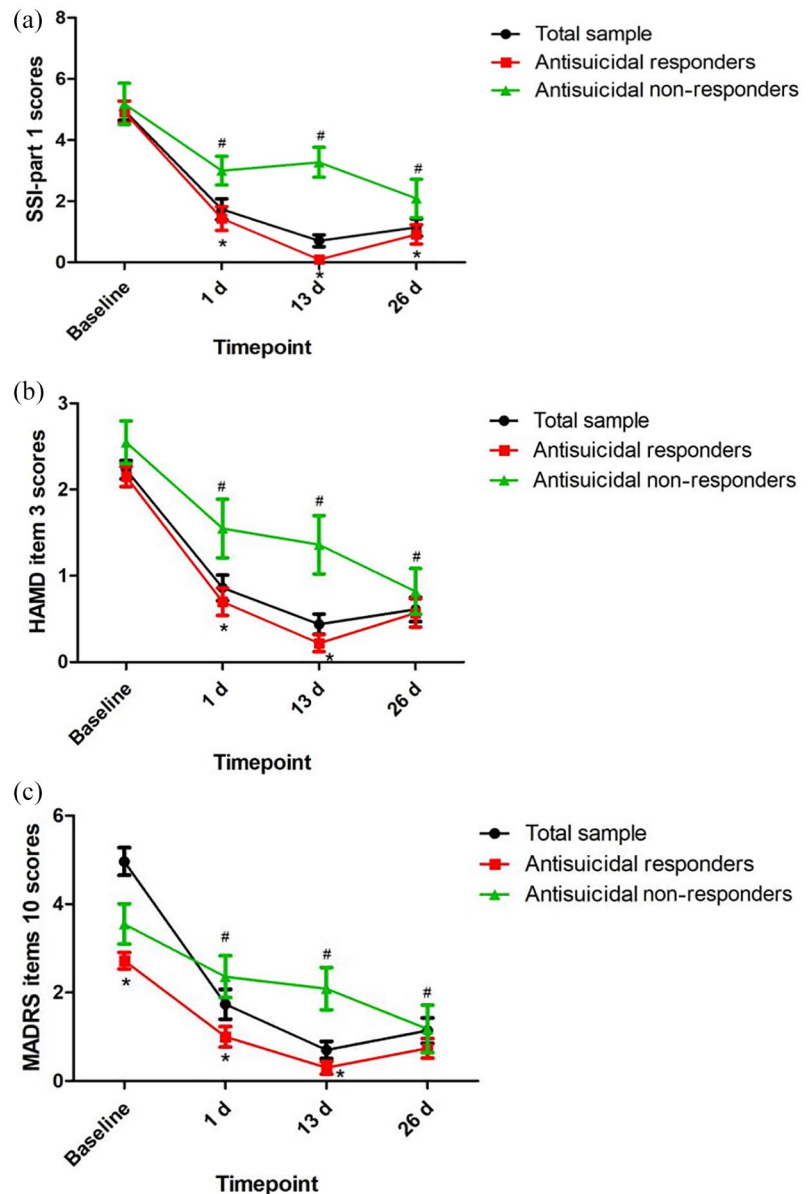 (a)
8
6
4
2
0
SSI-part 1 scores
Total sample
Antisuicidal responders
Antisuicidal non-responders
# # #
* * *
Baseline 1 d 13 d 26 d
Timepoint
(b)
3
2
1
0
HAMD item 3 scores
Total sample
Antisuicidal responders
Antisuicidal non-responders
# # #
* *
Baseline 1 d 13 d 26 d
Timepoint
(c)
6
4
2
0
MADRS items 10 scores
Total sample
Antisuicidal responders
Antisuicidal non-responders
# # #
* * *
Baseline 1 d 13 d 26 d
Timepoint